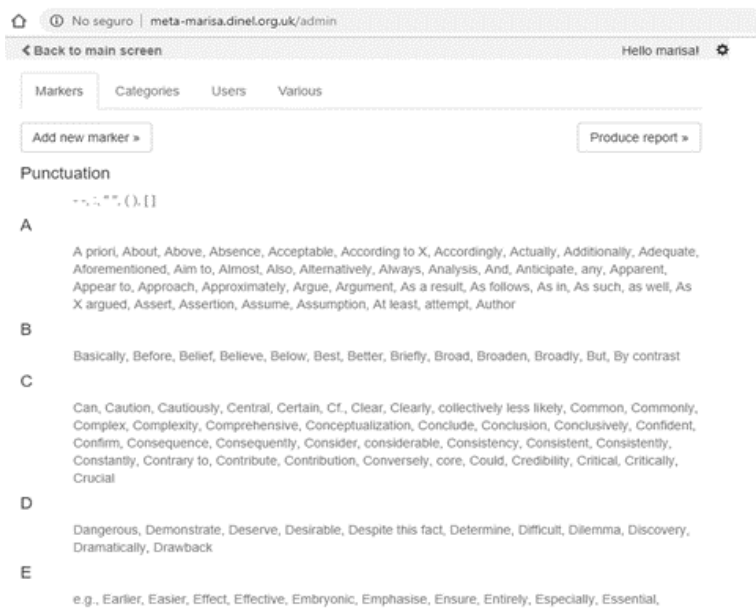 No seguro | meta-marisa.dinel.org.uk/admin
Back to main screen Hello marisa!
Markers Categories Users Various
Add new marker » Produce report »
Punctuation
- -, :, " ", ( ), [ ]
A
A priori, About, Above, Absence, Acceptable, According to X, Accordingly, Actually, Additionally, Adequate,
Aforementioned, Aim to, Almost, Also, Alternatively, Always, Analysis, And, Anticipate, any, Apparent,
Appear to, Approach, Approximately, Argue, Argument, As a result, As follows, As in, As such, as well, As
X argued, Assert, Assertion, Assume, Assumption, At least, attempt, Author
B
Basically, Before, Belief, Believe, Below, Best, Better, Briefly, Broad, Broaden, Broadly, But, By contrast
C
Can, Caution, Cautiously, Central, Certain, Cf., Clear, Clearly, collectively less likely, Common, Commonly,
Complex, Complexity, Comprehensive, Conceptualization, Conclude, Conclusion, Conclusively, Confident,
Confirm, Consequence, Consequently, Consider, considerable, Consistency, Consistent, Consistently,
Constantly, Contrary to, Contribute, Contribution, Conversely, core, Could, Credibility, Critical, Critically,
Crucial
D
Dangerous, Demonstrate, Deserve, Desirable, Despite this fact, Determine, Difficult, Dilemma, Discovery,
Dramatically, Drawback
E
e.g., Earlier, Easier, Effect, Effective, Embryonic, Emphasise, Ensure, Entirely, Especially, Essential,